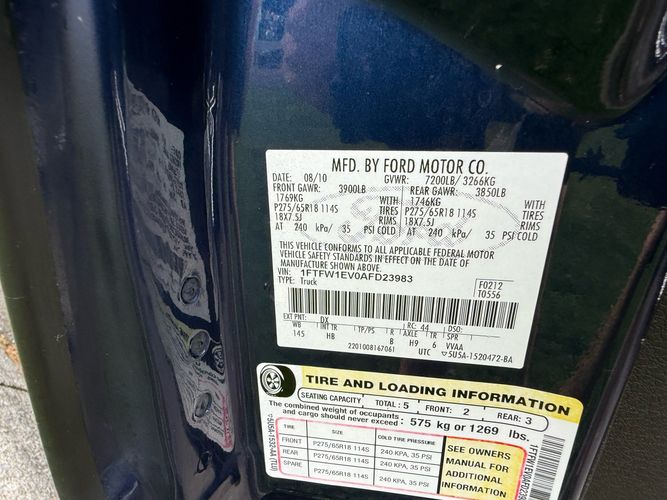 MFD. BY FORD MOTOR CO.
DATE: 08/10 GVWR: 7200LB/ 3266KG
FRONT GAWR: 3900LB REAR GAWR: 3850LB
1769KG WITH 1746KG WITH
P275/65R18 114S TIRES P275/65R18 114S TIRES
18X7.5J RIMS 18X7.5J RIMS
AT 240 kPa/ 35 PSI COLD AT 240 kPa/ 35 PSI COLD
THIS VEHICLE CONFORMS TO ALL APPLICABLE FEDERAL MOTOR
VEHICLE SAFETY STANDARDS IN EFFECT ON THE DATE OF
MANUFACTURE SHOWN ABOVE.
VIN: 1FTFW1EV0AFD23983
TYPE: Truck
F0212
T0556
EXT PNT: DX RC: 44 DSO:
WB INT TR TP/PS R AXLE TR SPR
145 HB B H9 6 VVAA
2201008167061 UTC ▽5U5A-1520472-BA
TIRE AND LOADING INFORMATION
SEATING CAPACITY TOTAL: 5 FRONT: 2 REAR: 3
The combined weight of occupants
and cargo should never exceed: 575 kg or 1269 lbs.
TIRE SIZE COLD TIRE PRESSURE
FRONT P275/65R18 114S 240 KPA, 35 PSI
REAR P275/65R18 114S 240 KPA, 35 PSI
SPARE P275/65R18 114S 240 KPA, 35 PSI
SEE OWNERS
MANUAL FOR
ADDITIONAL
INFORMATION